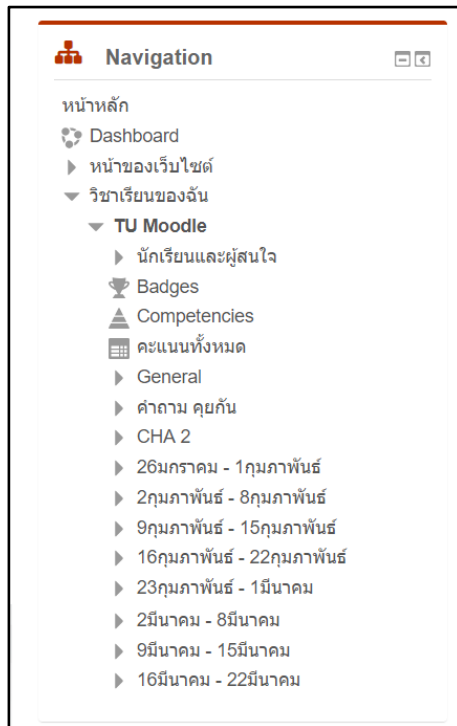 Navigation
หน้าหลัก
Dashboard
หน้าของเว็บไซต์
วิชาเรียนของฉัน
TU Moodle
นักเรียนและผู้สนใจ
Badges
Competencies
คะแนนทั้งหมด
General
คำถาม คุยกัน
CHA 2
26มกราคม - 1กุมภาพันธ์
2กุมภาพันธ์ - 8กุมภาพันธ์
9กุมภาพันธ์ - 15กุมภาพันธ์
16กุมภาพันธ์ - 22กุมภาพันธ์
23กุมภาพันธ์ - 1มีนาคม
2มีนาคม - 8มีนาคม
9มีนาคม - 15มีนาคม
16มีนาคม - 22มีนาคม